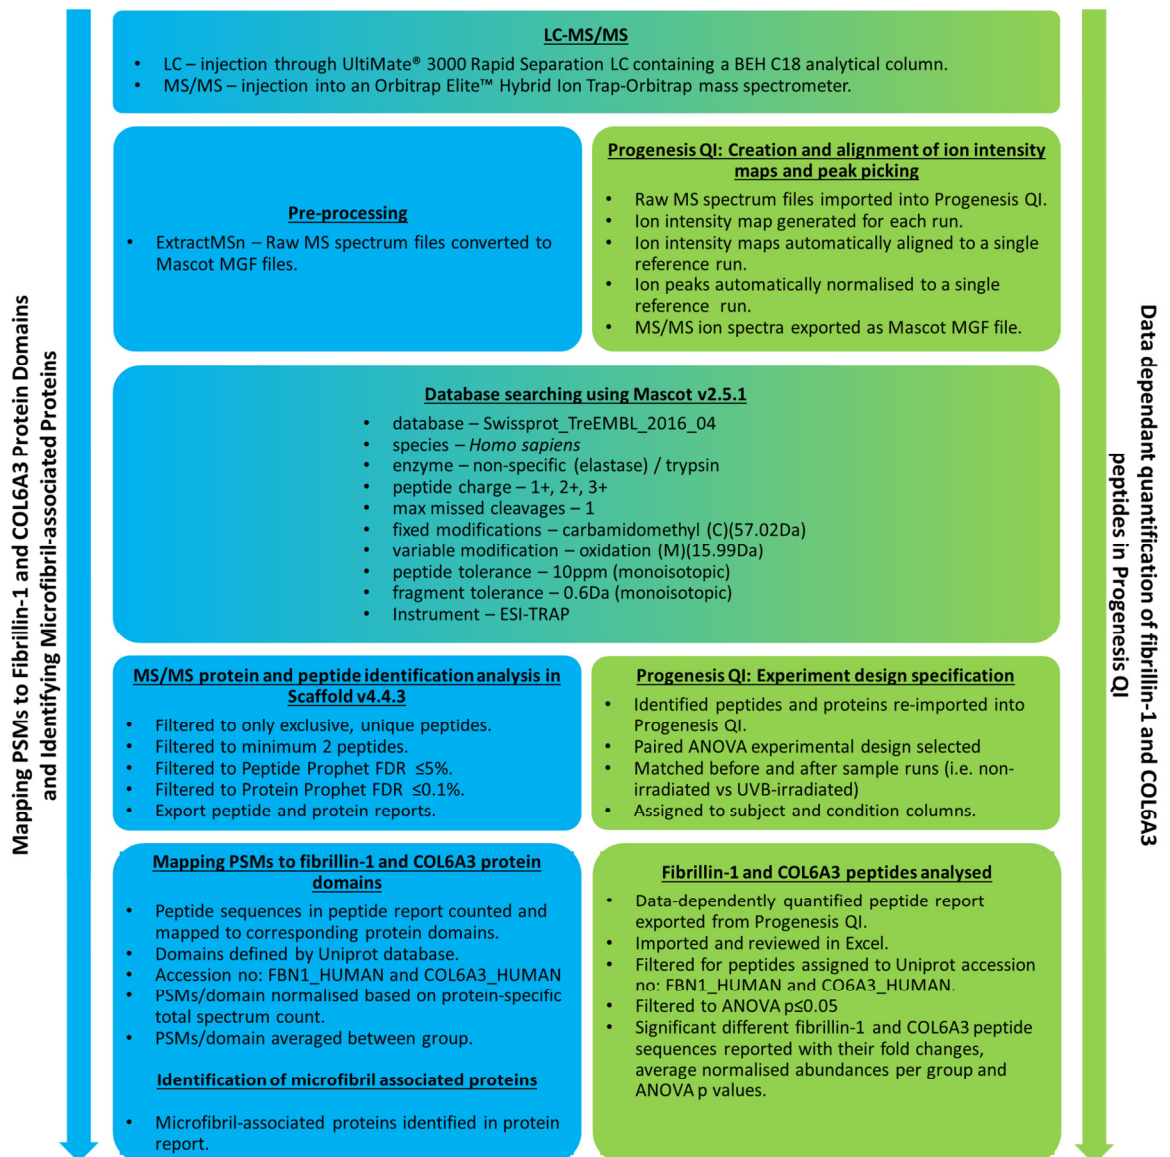 LC-MS/MS
• LC – injection through UltiMate® 3000 Rapid Separation LC containing a BEH C18 analytical column.
• MS/MS – injection into an Orbitrap Elite™ Hybrid Ion Trap-Orbitrap mass spectrometer.
Pre-processing
• ExtractMSn – Raw MS spectrum files converted to
Mascot MGF files.
Progenesis QI: Creation and alignment of ion intensity
maps and peak picking
• Raw MS spectrum files imported into Progenesis QI.
• Ion intensity map generated for each run.
• Ion intensity maps automatically aligned to a single
reference run.
• Ion peaks automatically normalised to a single
reference run.
• MS/MS ion spectra exported as Mascot MGF file.
Database searching using Mascot v2.5.1
• database – Swissprot_TreEMBL_2016_04
• species – Homo sapiens
• enzyme – non-specific (elastase) / trypsin
• peptide charge – 1+, 2+, 3+
• max missed cleavages – 1
• fixed modifications – carbamidomethyl (C)(57.02Da)
• variable modification – oxidation (M)(15.99Da)
• peptide tolerance – 10ppm (monoisotopic)
• fragment tolerance – 0.6Da (monoisotopic)
• Instrument – ESI-TRAP
MS/MS protein and peptide identification analysis in
Scaffold v4.4.3
• Filtered to only exclusive, unique peptides.
• Filtered to minimum 2 peptides.
• Filtered to Peptide Prophet FDR ≤5%.
• Filtered to Protein Prophet FDR ≤0.1%.
• Export peptide and protein reports.
Progenesis QI: Experiment design specification
• Identified peptides and proteins re-imported into
Progenesis QI.
• Paired ANOVA experimental design selected
• Matched before and after sample runs (i.e. non-
irradiated vs UVB-irradiated)
• Assigned to subject and condition columns.
Mapping PSMs to fibrillin-1 and COL6A3 protein
domains
• Peptide sequences in peptide report counted and
mapped to corresponding protein domains.
• Domains defined by Uniprot database.
• Accession no: FBN1_HUMAN and COL6A3_HUMAN
• PSMs/domain normalised based on protein-specific
total spectrum count.
• PSMs/domain averaged between group.
Identification of microfibril associated proteins
• Microfibril-associated proteins identified in protein
report.
Fibrillin-1 and COL6A3 peptides analysed
• Data-dependently quantified peptide report
exported from Progenesis QI.
• Imported and reviewed in Excel.
• Filtered for peptides assigned to Uniprot accession
no: FBN1_HUMAN and CO6A3_HUMAN.
• Filtered to ANOVA p≤0.05
• Significant different fibrillin-1 and COL6A3 peptide
sequences reported with their fold changes,
average normalised abundances per group and
ANOVA p values.
Mapping PSMs to Fibrillin-1 and COL6A3 Protein Domains
and Identifying Microfibril-associated Proteins
Data dependant quantification of fibrillin-1 and COL6A3
peptides in Progenesis QI